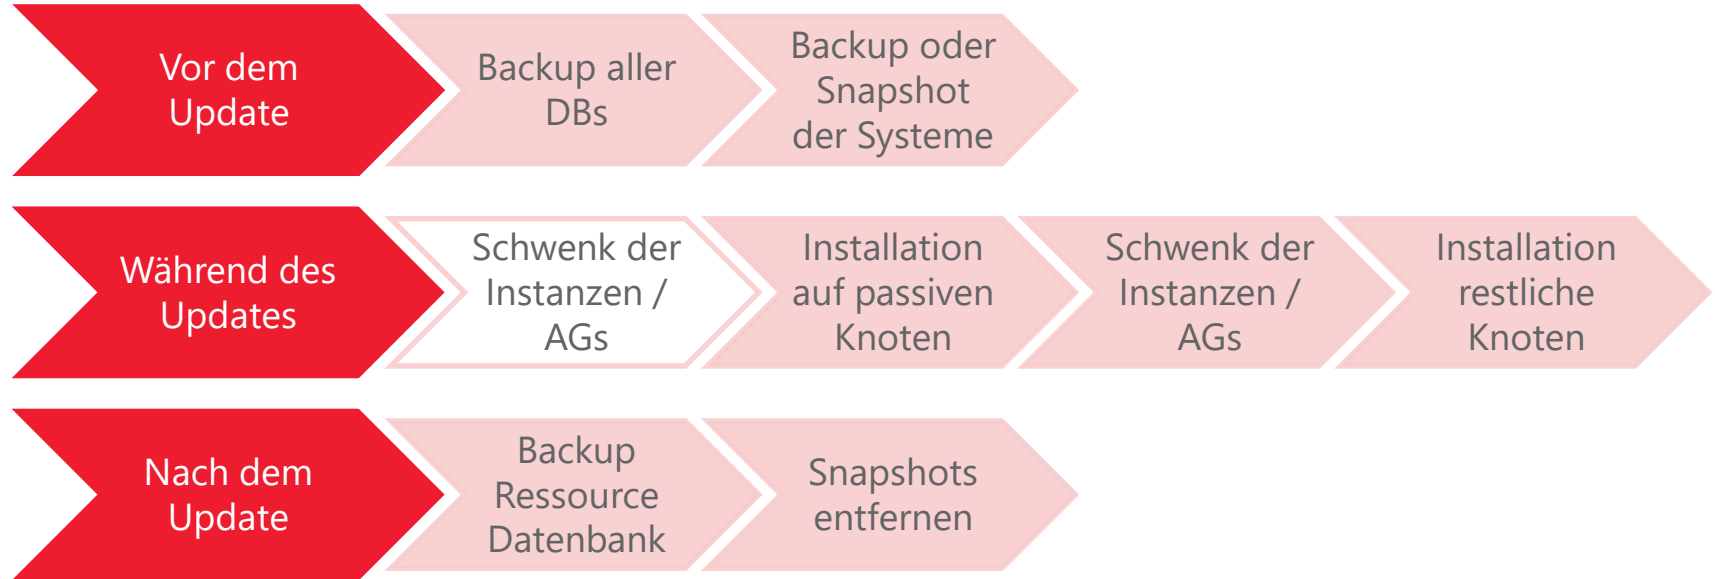 Vor dem
Update
Backup aller
DBs
Backup oder
Snapshot
der Systeme
Während des
Updates
Schwenk der
Instanzen /
AGs
Installation
auf passiven
Knoten
Schwenk der
Instanzen /
AGs
Installation
restliche
Knoten
Nach dem
Update
Backup
Ressource
Datenbank
Snapshots
entfernen